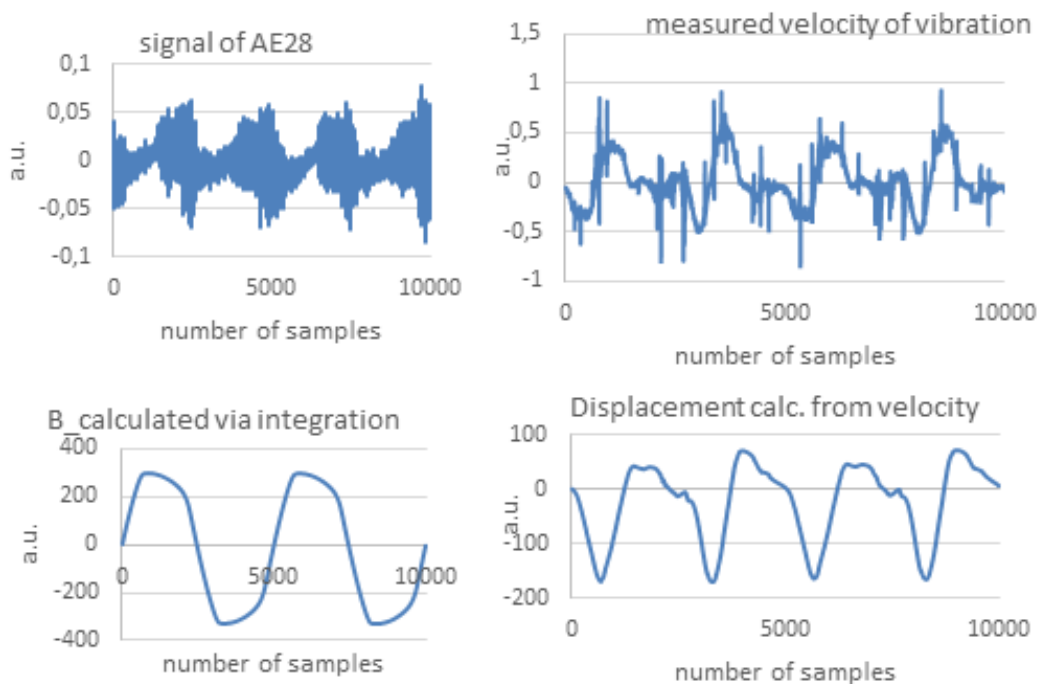 signal of AE28
0,1
0,05
0
-0,05
-0,1
a.u.
0 5000 10000
number of samples
measured velocity of vibration
1,5
1
0,5
0
-0,5
-1
a.u.
0 5000 10000
number of samples
B_calculated via integration
400
200
0
-200
-400
a.u.
0 5000 10000
number of samples
Displacement calc. from velocity
100
0
-100
-200
a.u.
0 5000 10000
number of samples